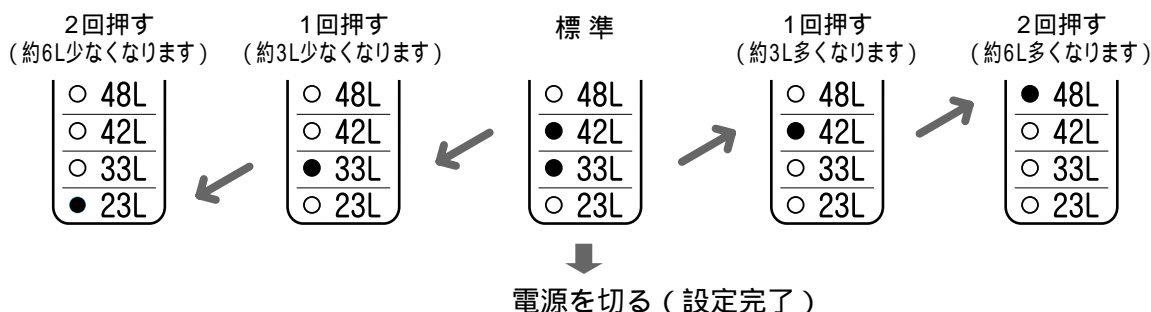 2回押す
(約6L少なくなります)
48L
42L
33L
23L
1回押す
(約3L少なくなります)
48L
42L
33L
23L
標準
48L
42L
33L
23L
1回押す
(約3L多くなります)
48L
42L
33L
23L
2回押す
(約6L多くなります)
48L
42L
33L
23L
電源を切る(設定完了)